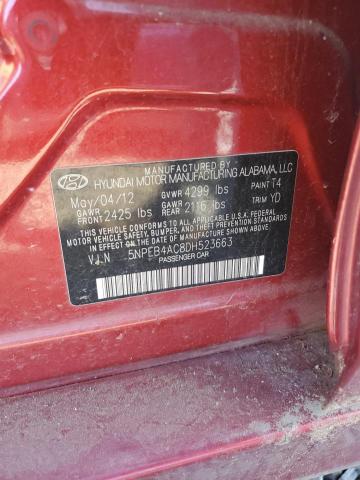 MANUFACTURED BY
HYUNDAI MOTOR MANUFACTURING ALABAMA, LLC
May/04/12 GVWR 4299 lbs PAINT T4
GAWR FRONT 2425 lbs GAWR REAR 2116 lbs TRIM YD
THIS VEHICLE CONFORMS TO ALL APPLICABLE U.S. FEDERAL
MOTOR VEHICLE SAFETY, BUMPER, AND THEFT PREVENTION STANDARDS
IN EFFECT ON THE DATE OF MANUFACTURE SHOWN ABOVE.
V.I.N 5NPEB4AC8DH523663
PASSENGER CAR